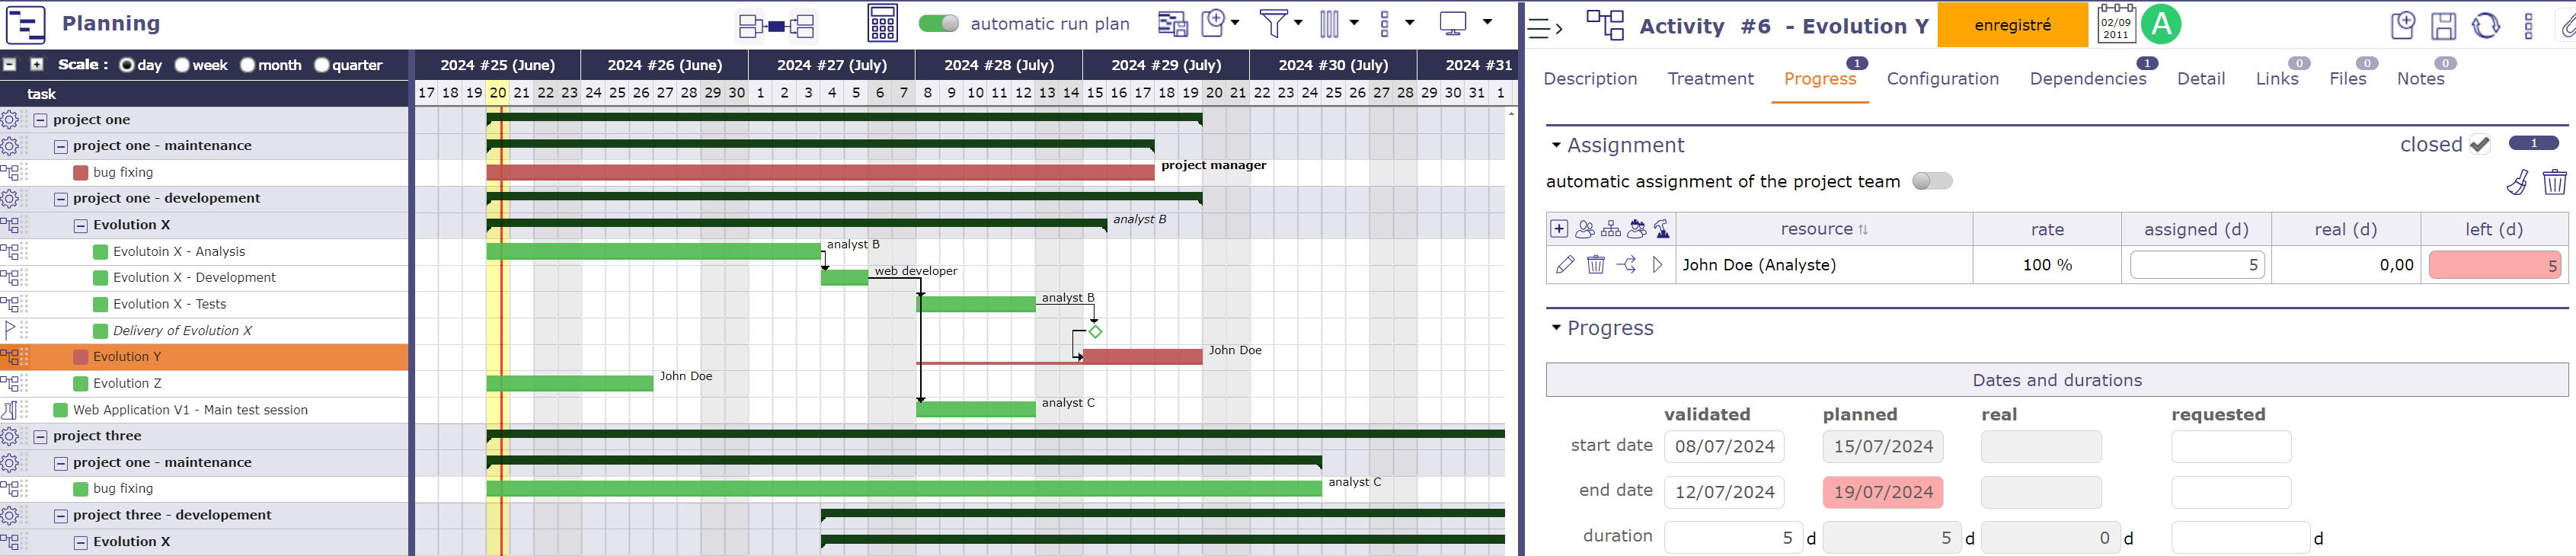 Planning
automatic run plan
Scale : day week month quarter
2024 #25 (June) 2024 #26 (June) 2024 #27 (July) 2024 #28 (July) 2024 #29 (July) 2024 #30 (July) 2024 #31
task
17 18 19 20 21 22 23 24 25 26 27 28 29 30 1 2 3 4 5 6 7 8 9 10 11 12 13 14 15 16 17 18 19 20 21 22 23 24 25 26 27 28 29 30 31 1
project one
project one - maintenance
bug fixing
project manager
project one - developement
Evolution X
analyst B
Evolutoin X - Analysis
analyst B
Evolution X - Development
web developer
Evolution X - Tests
analyst B
Delivery of Evolution X
Evolution Y
John Doe
Evolution Z
John Doe
Web Application V1 - Main test session
analyst C
project three
project one - maintenance
bug fixing
analyst C
project three - developement
Evolution X
Activity #6 - Evolution Y
enregistré
02/09
2011
A
Description Treatment Progress 1 Configuration Dependencies 1 Detail Links 0 Files 0 Notes 0
Assignment
closed 1
automatic assignment of the project team
resource rate assigned (d) real (d) left (d)
John Doe (Analyste) 100 % 5 0,00 5
Progress
Dates and durations
validated planned real requested
start date 08/07/2024 15/07/2024
end date 12/07/2024 19/07/2024
duration 5 d 5 d 0 d d